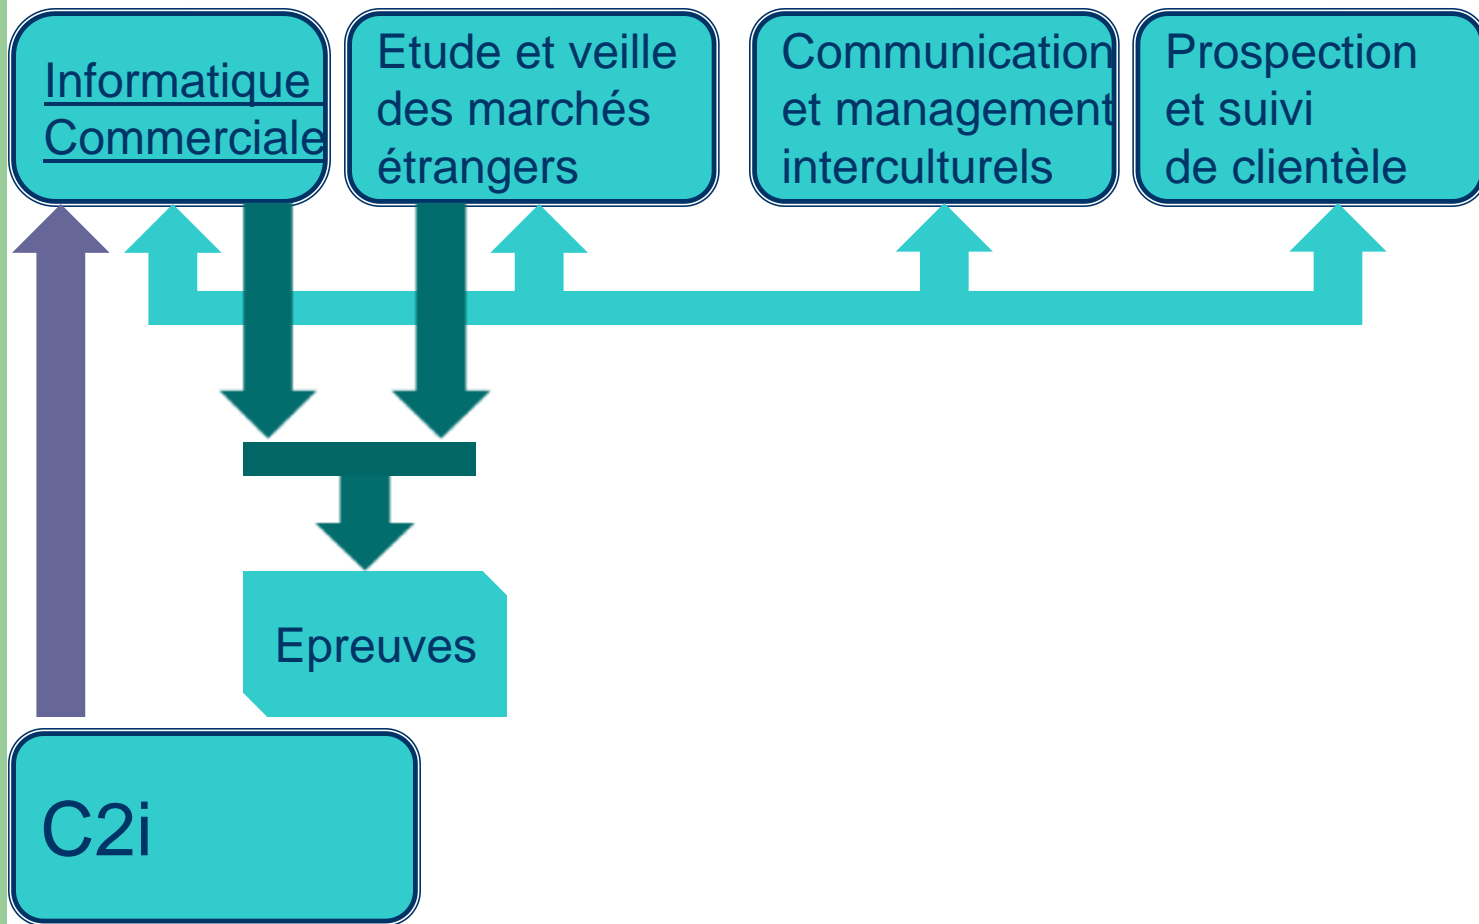 Informatique
Commerciale
Etude et veille
des marchés
étrangers
Communication
et management
interculturels
Prospection
et suivi
de clientèle
Epreuves
C2i